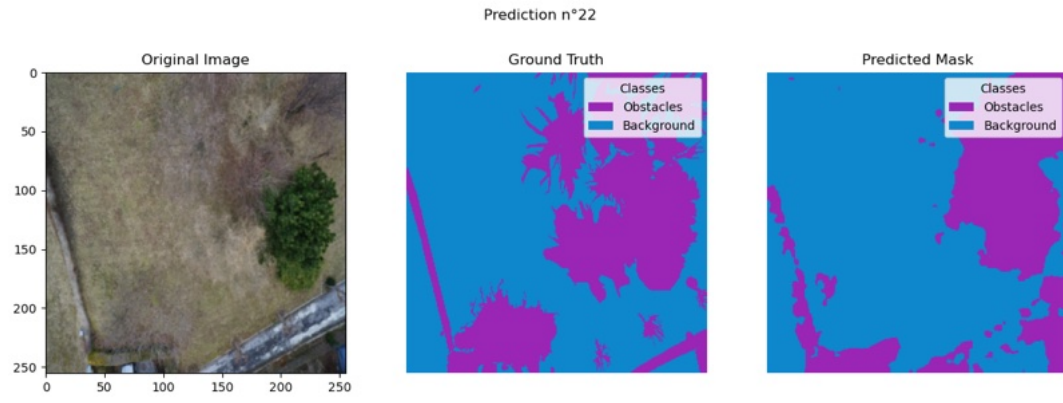 Prediction n°22
Original Image
Ground Truth
Predicted Mask
Classes
Obstacles
Background
Classes
Obstacles
Background
0
50
100
150
200
250
0 50 100 150 200 250